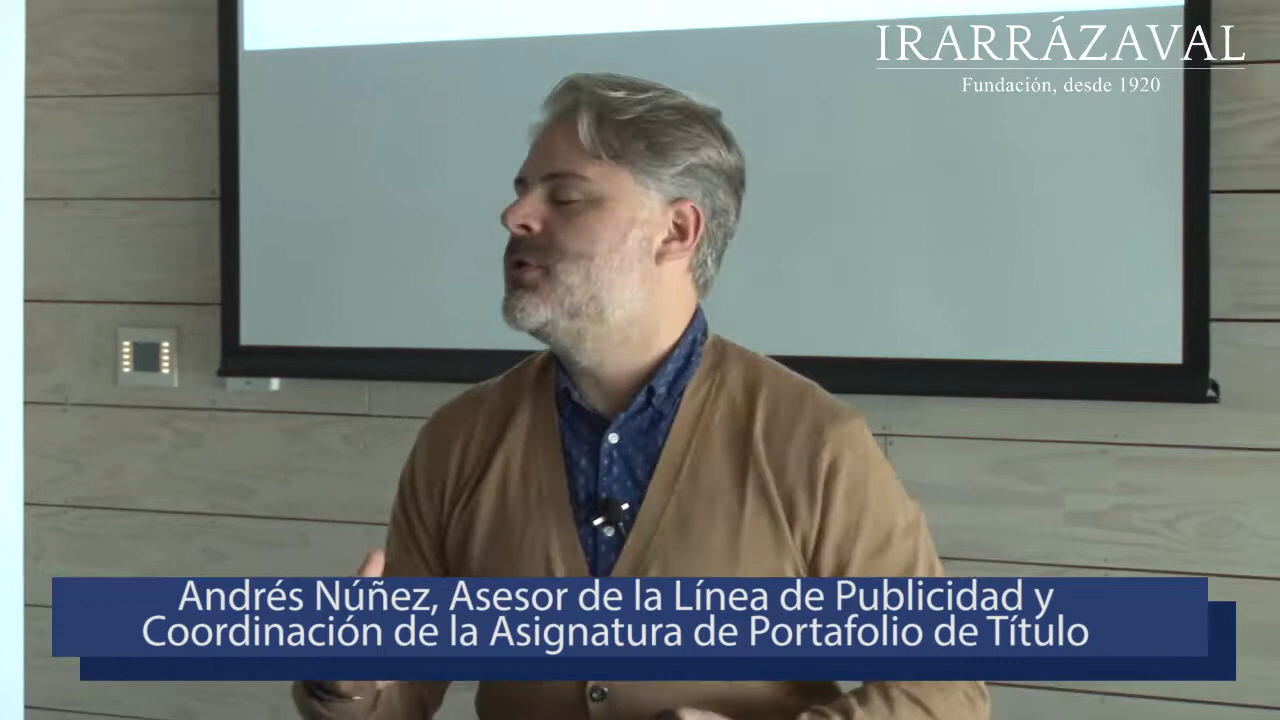 IRARRÁZAVAL
Fundación, desde 1920
Andrés Núñez, Asesor de la Línea de Publicidad y
Coordinación de la Asignatura de Portafolio de Título